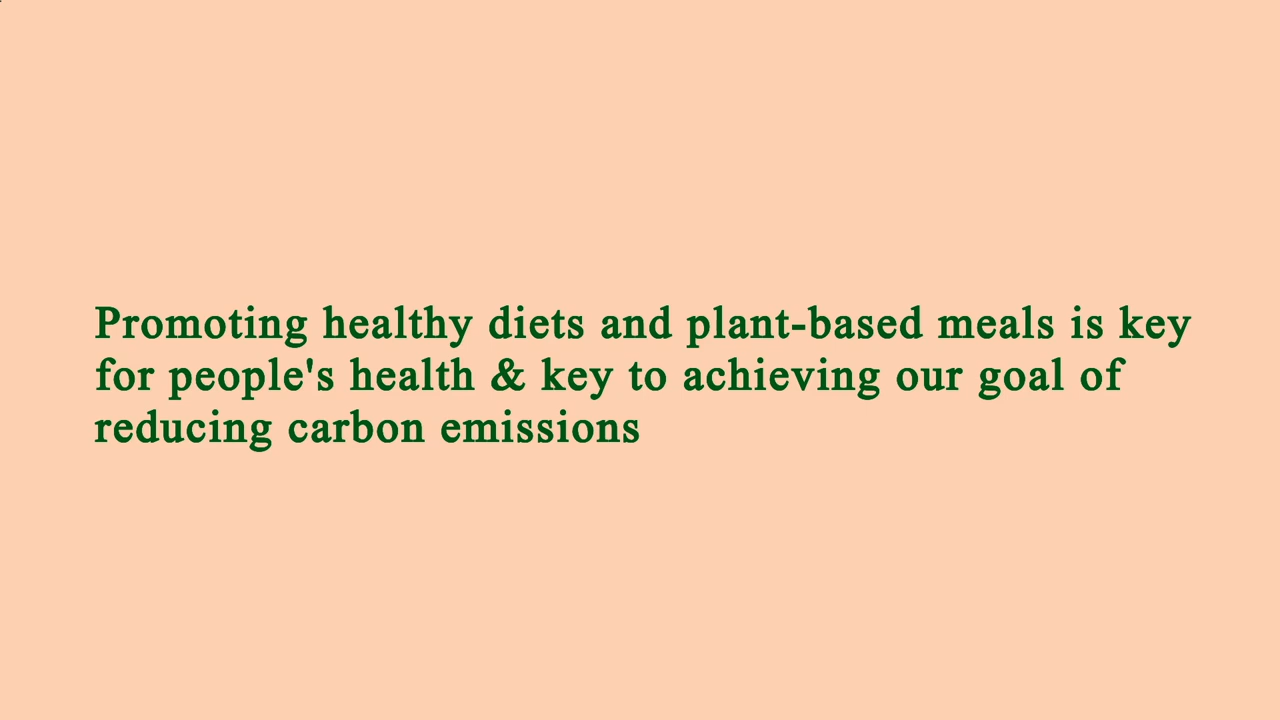 Promoting healthy diets and plant-based meals is key
for people's health & key to achieving our goal of
reducing carbon emissions